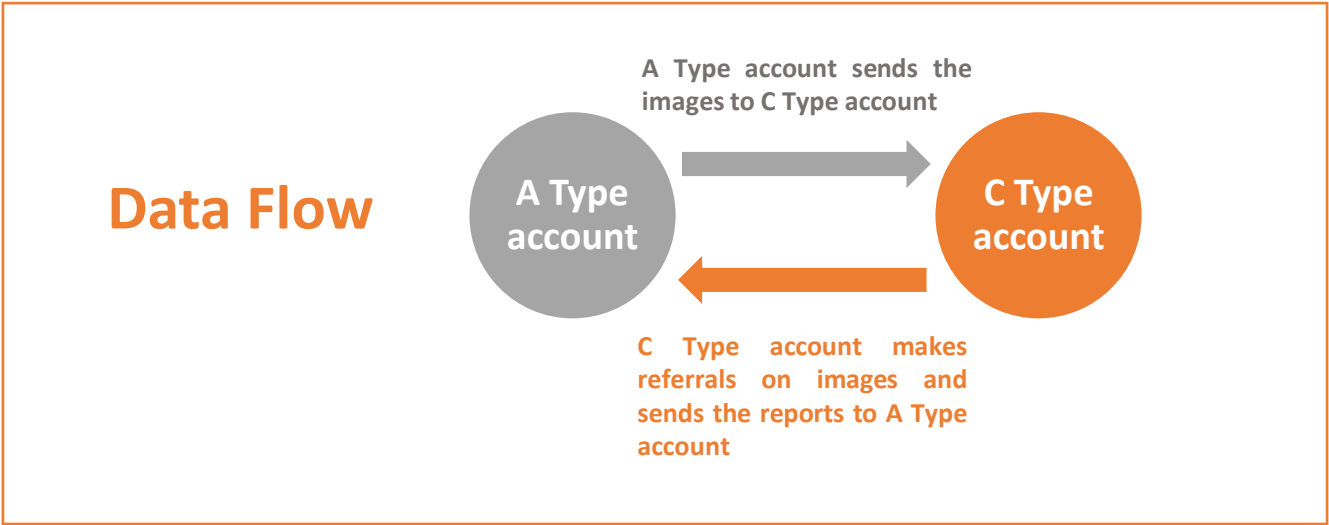 Data Flow
A Type account sends the
images to C Type account
A Type
account
C Type
account
C Type account makes
referrals on images and
sends the reports to A Type
account